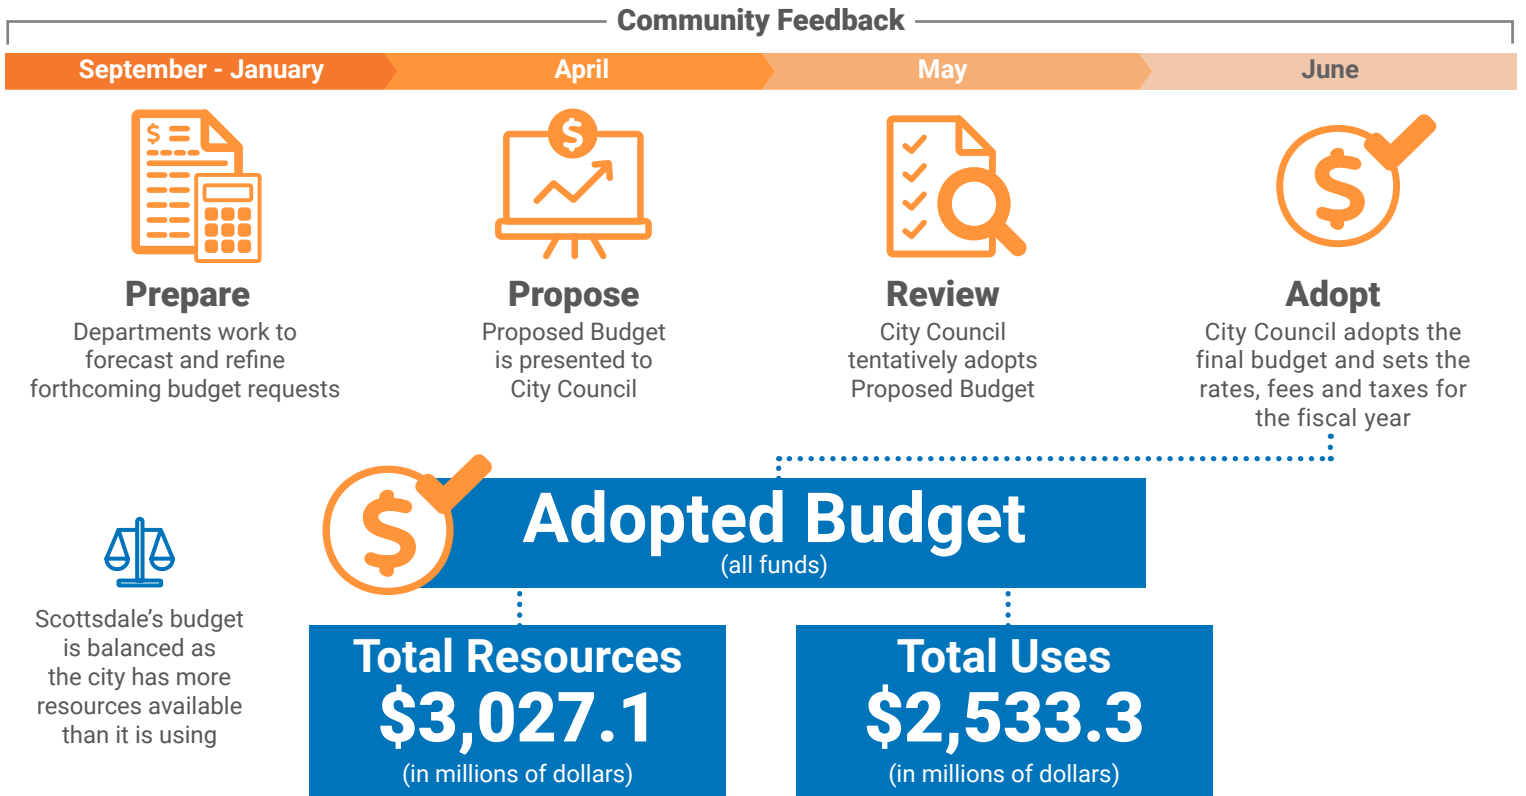 Community Feedback
September - January
April
May
June
$
$
$
Prepare
Departments work to
forecast and refine
forthcoming budget requests
Propose
Proposed Budget
is presented to
City Council
Review
City Council
tentatively adopts
Proposed Budget
Adopt
City Council adopts the
final budget and sets the
rates, fees and taxes for
the fiscal year
$
Adopted Budget
(all funds)
Scottsdale’s budget
is balanced as
the city has more
resources available
than it is using
Total Resources
$3,027.1
(in millions of dollars)
Total Uses
$2,533.3
(in millions of dollars)